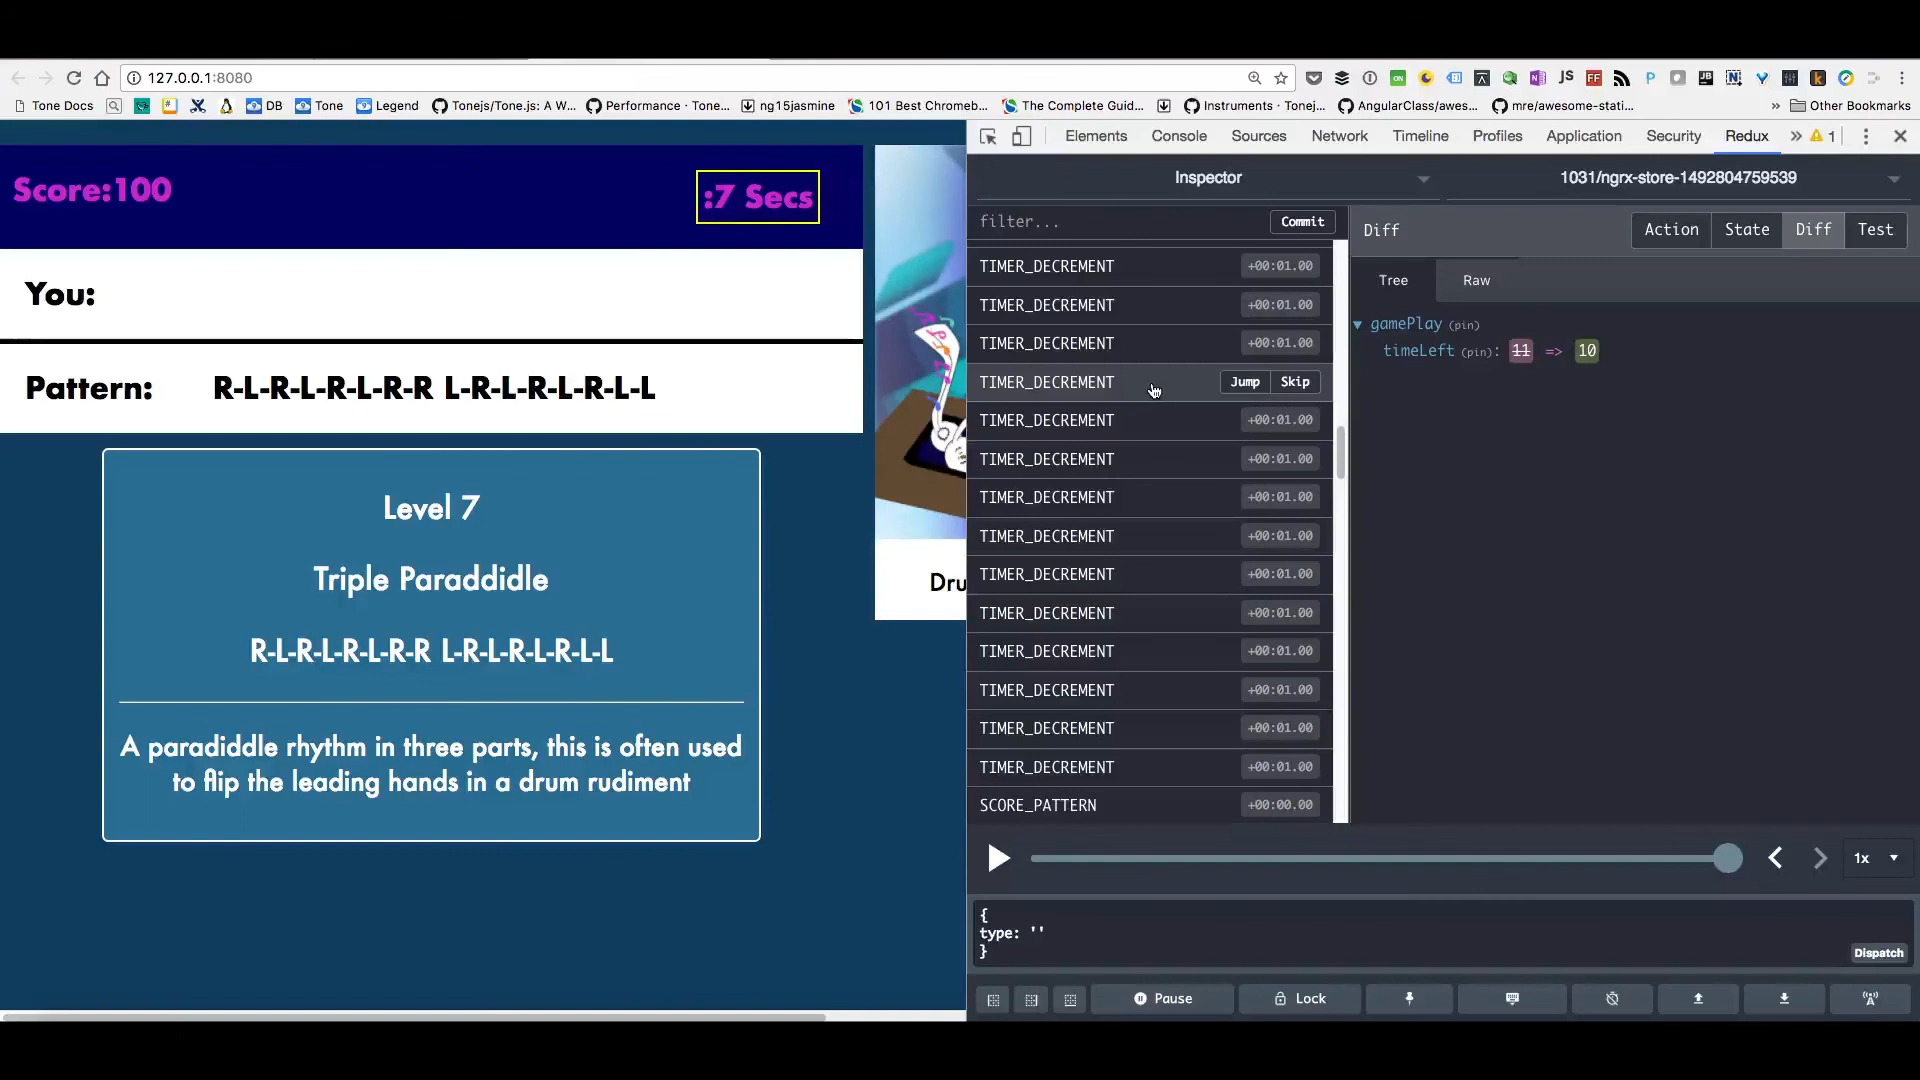 127.0.0.1:8080
JS
FF
Tone Docs
DB
Tone
Legend
Tonejs/Tone.js: A W...
Performance · Tone...
ng15jasmine
101 Best Chromeb...
The Complete Guid...
Instruments · Tonej...
AngularClass/awes...
mre/awesome-stati...
»
Other Bookmarks
Elements
Console
Sources
Network
Timeline
Profiles
Application
Security
Redux
»
1
Score:100
:7 Secs
You:
Pattern:
R-L-R-L-R-L-R-R L-R-L-R-L-R-L-L
Level 7
Triple Paraddidle
R-L-R-L-R-L-R-R L-R-L-R-L-R-L-L
A paradiddle rhythm in three parts, this is often used
to flip the leading hands in a drum rudiment
Dru
Inspector
1031/ngrx-store-1492804759539
filter...
Commit
TIMER_DECREMENT +00:01.00
TIMER_DECREMENT +00:01.00
TIMER_DECREMENT +00:01.00
TIMER_DECREMENT Jump Skip
TIMER_DECREMENT +00:01.00
TIMER_DECREMENT +00:01.00
TIMER_DECREMENT +00:01.00
TIMER_DECREMENT +00:01.00
TIMER_DECREMENT +00:01.00
TIMER_DECREMENT +00:01.00
TIMER_DECREMENT +00:01.00
TIMER_DECREMENT +00:01.00
TIMER_DECREMENT +00:01.00
TIMER_DECREMENT +00:01.00
SCORE_PATTERN +00:00.00
Diff
Action
State
Diff
Test
Tree
Raw
gamePlay (pin)
timeLeft (pin): 11 => 10
1x
{
type: ''
}
Dispatch
Pause
Lock